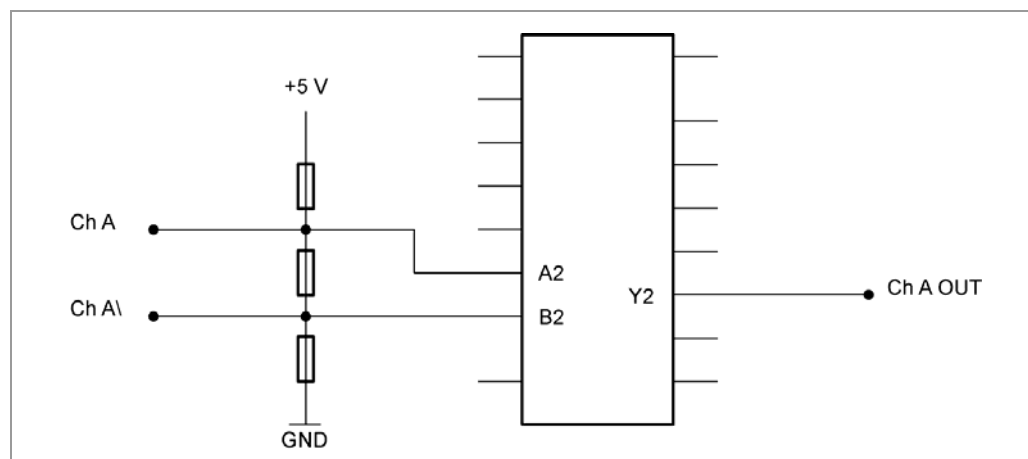 +5 V
Ch A
A2
Ch A\
B2
Y2
Ch A OUT
GND